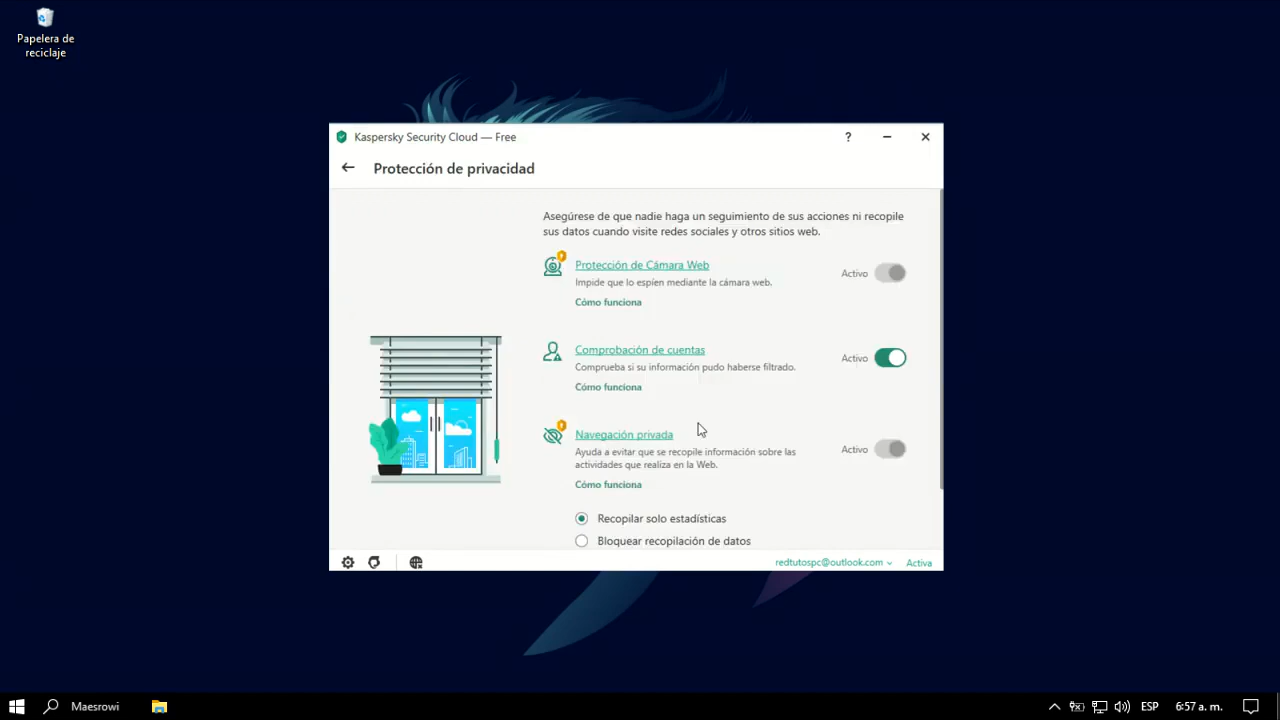 Papelera de
reciclaje
Kaspersky Security Cloud — Free
?
Protección de privacidad
Asegúrese de que nadie haga un seguimiento de sus acciones ni recopile
sus datos cuando visite redes sociales y otros sitios web.
Protección de Cámara Web
Activo
Impide que lo espíen mediante la cámara web.
Cómo funciona
Comprobación de cuentas
Activo
Comprueba si su información pudo haberse filtrado.
Cómo funciona
Navegación privada
Ayuda a evitar que se recopile información sobre las
Activo
actividades que realiza en la Web.
Cómo funciona
Recopilar solo estadísticas
Bloquear recopilación de datos
redtutospc@outlook.com
Activa
Maesrowi
ESP
6:57 a. m.